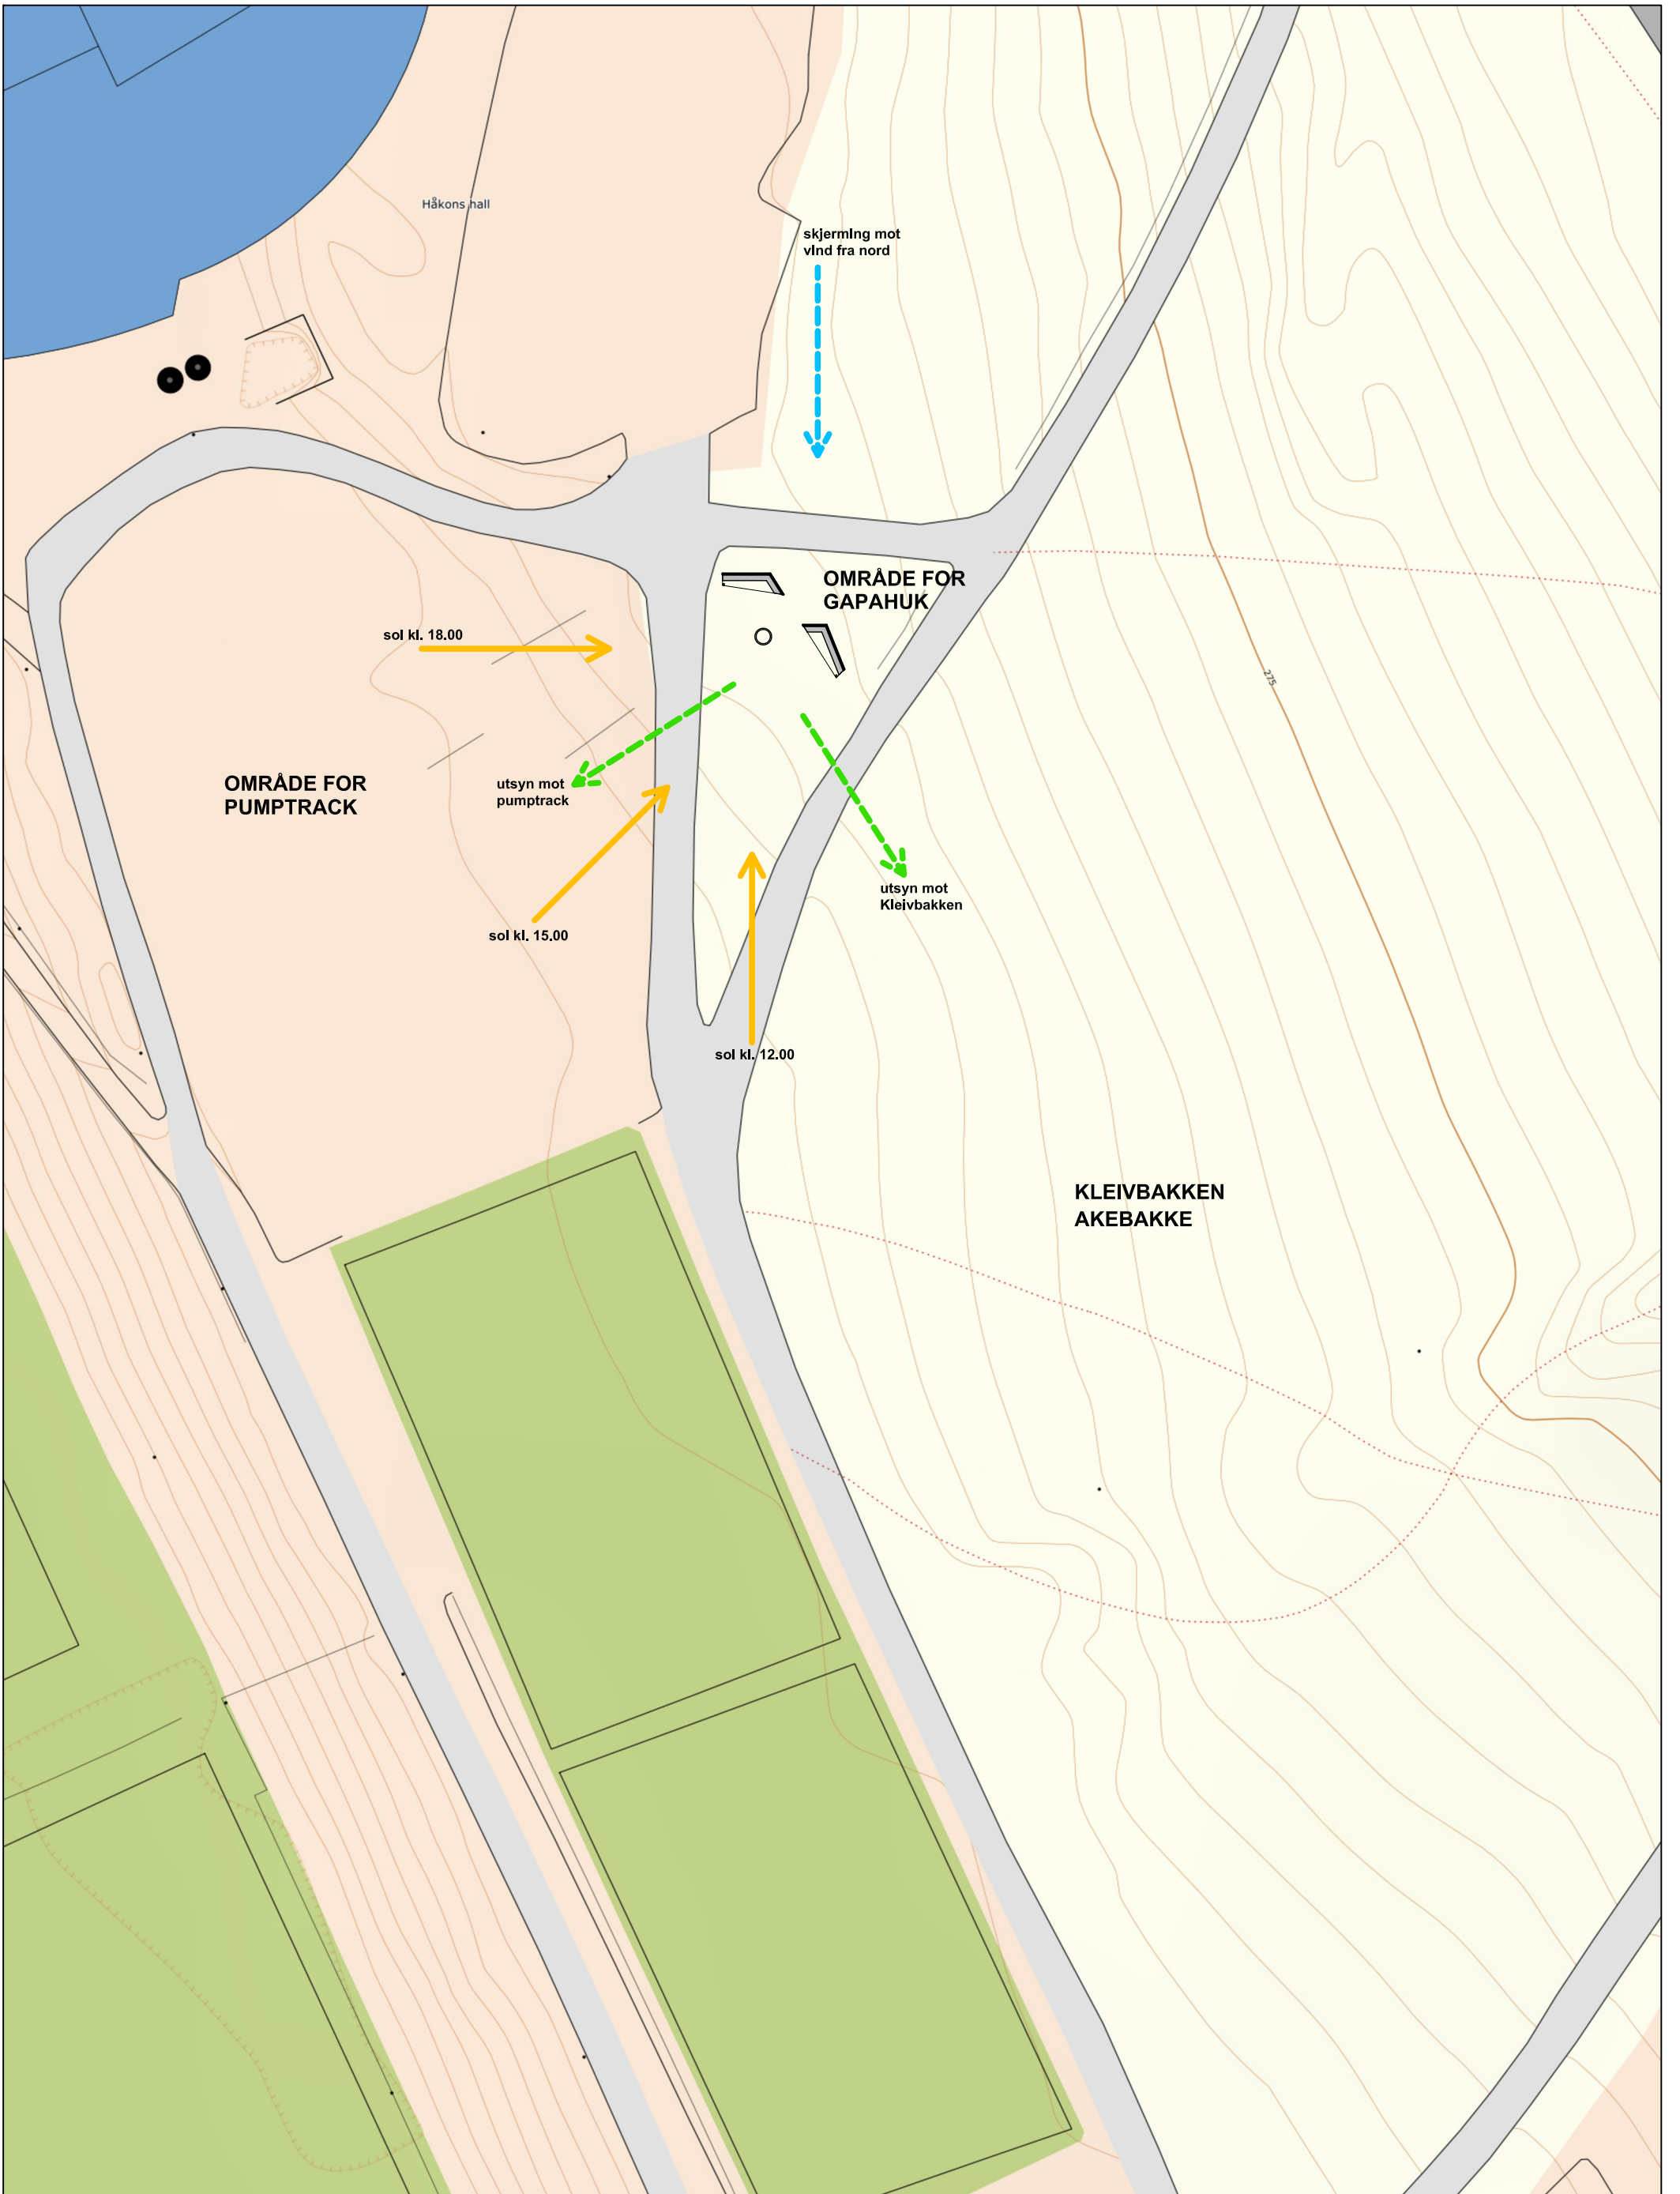 Håkons hall
skjerming mot
vind fra nord
OMRÅDE FOR
GAPAHUK
sol kl. 18.00
275
OMRÅDE FOR
PUMPTRACK
utsyn mot
pumptrack
utsyn mot
Kleivbakken
sol kl. 15.00
sol kl. 12.00
KLEIVBAKKEN
AKEBAKKE